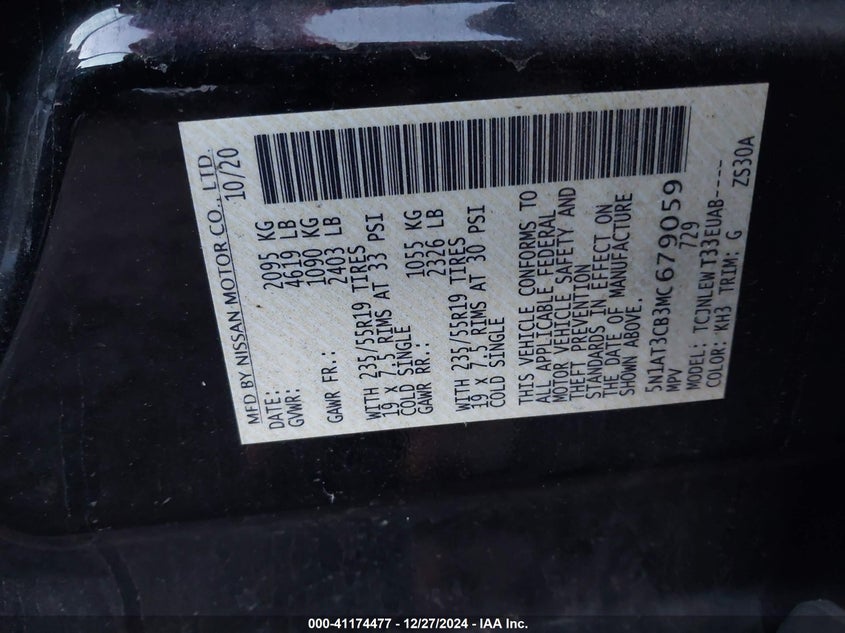 MFD BY NISSAN MOTOR CO., LTD.
DATE: 10/20
GVWR: 2095 KG
4619 LB
GAWR FR.: 1090 KG
2403 LB
WITH 235/55R19 TIRES
19 X 7.5 RIMS AT 33 PSI
COLD SINGLE
GAWR RR.: 1055 KG
2326 LB
WITH 235/55R19 TIRES
19 X 7.5 RIMS AT 30 PSI
COLD SINGLE
THIS VEHICLE CONFORMS TO
ALL APPLICABLE FEDERAL
MOTOR VEHICLE SAFETY AND
THEFT PREVENTION
STANDARDS IN EFFECT ON
THE DATE OF MANUFACTURE
SHOWN ABOVE.
5N1AT3CB3MC679059
MPV 729
MODEL: TCJNLEWT33EUAB----
COLOR: KH3 TRIM: G ZS30A
000-41174477 - 12/27/2024 - IAA Inc.